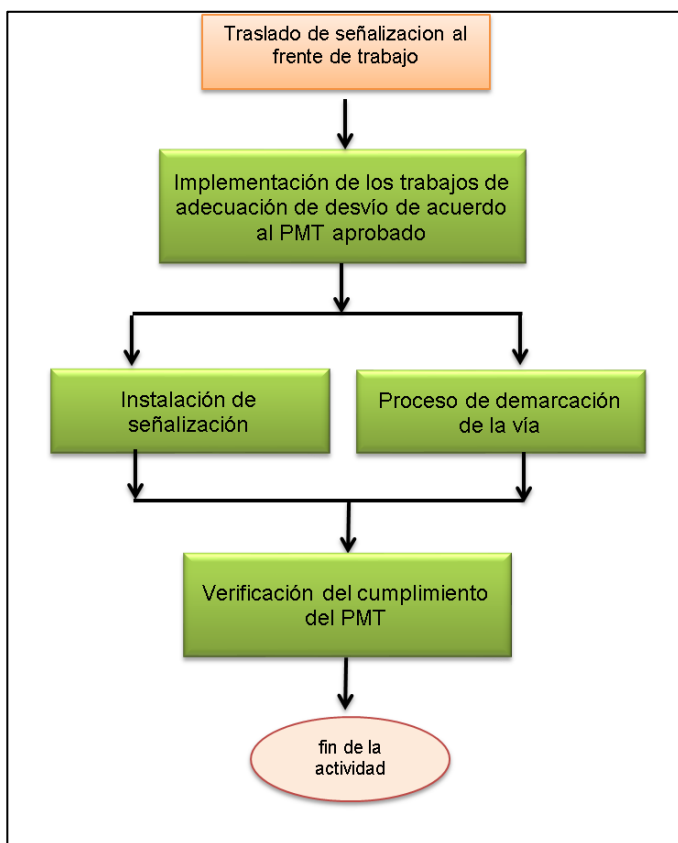 Traslado de señalizacion al
frente de trabajo
Implementación de los trabajos de
adecuación de desvío de acuerdo
al PMT aprobado
Instalación de
señalización
Proceso de demarcación
de la vía
Verificación del cumplimiento
del PMT
fin de la
actividad